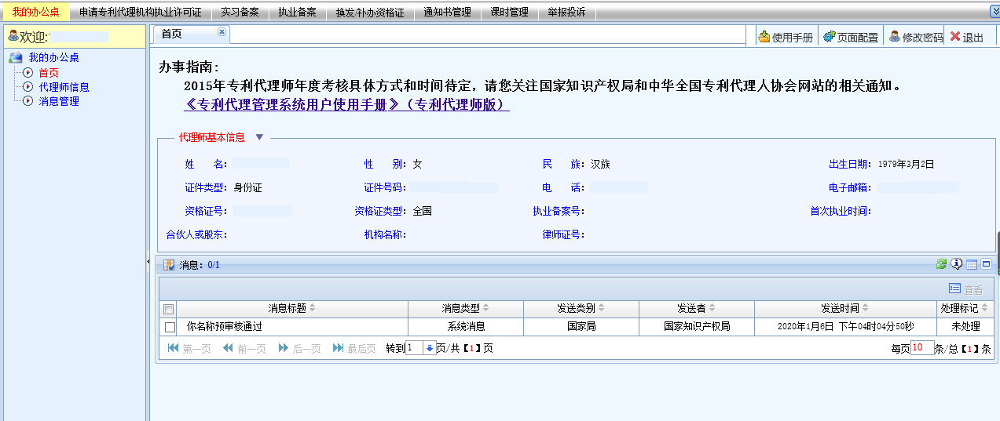 我的办公桌 申请专利代理机构执业许可证 实习备案 执业备案 换发/补办资格证 通知书管理 课时管理 举报投诉
欢迎:
首页 使用手册 页面配置 修改密码 退出
我的办公桌
首页
代理师信息
消息管理
办事指南:
2015年专利代理师年度考核具体方式和时间待定，请您关注国家知识产权局和中华全国专利代理人协会网站的相关通知。
《专利代理管理系统用户使用手册》（专利代理师版）
代理师基本信息
姓 名: 性 别: 女 民 族: 汉族 出生日期: 1979年3月2日
证件类型: 身份证 证件号码: 电 话: 电子邮箱:
资格证号: 资格证类型: 全国 执业备案号: 首次执业时间:
合伙人或股东: 机构名称: 律师证号:
消息: 0/1
查看
消息标题 消息类型 发送类别 发送者 发送时间 处理标记
你名称预审核通过 系统消息 国家局 国家知识产权局 2020年1月6日 下午04时04分50秒 未处理
第一页 前一页 后一页 最后页 转到 1 页/共【1】页 每页 10 条/总【1】条